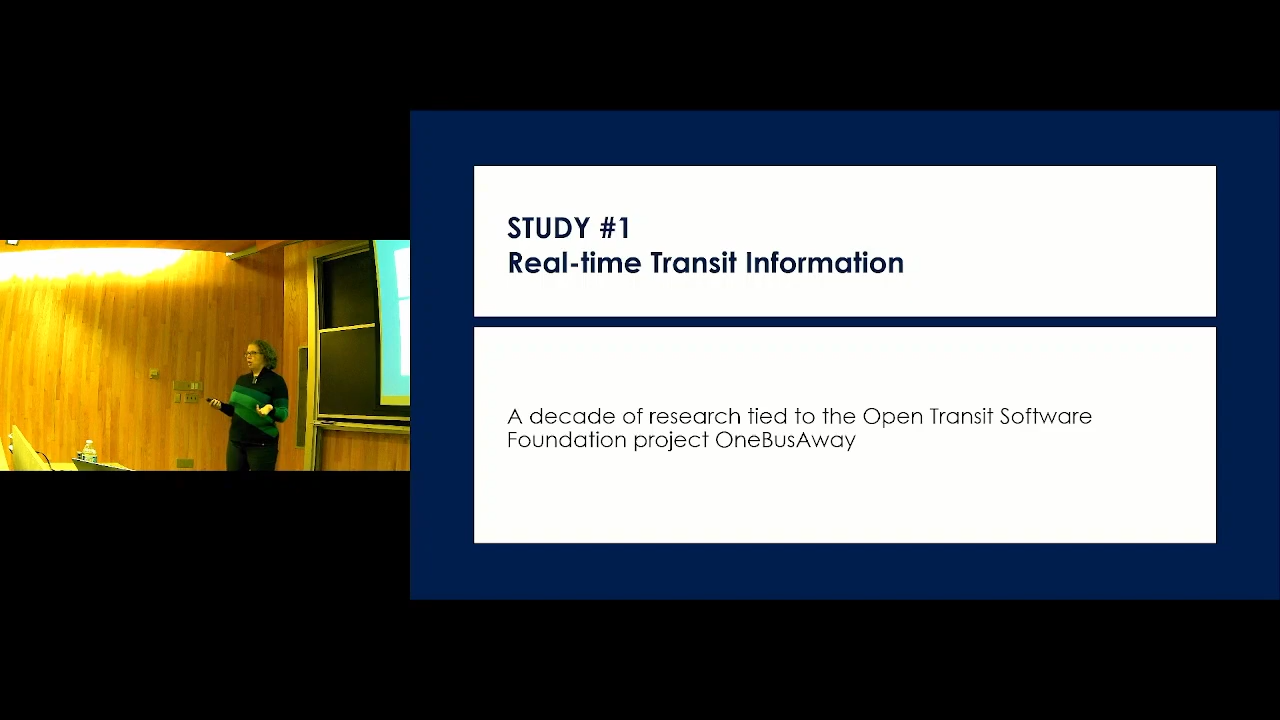 STUDY #1
Real-time Transit Information
A decade of research tied to the Open Transit Software
Foundation project OneBusAway